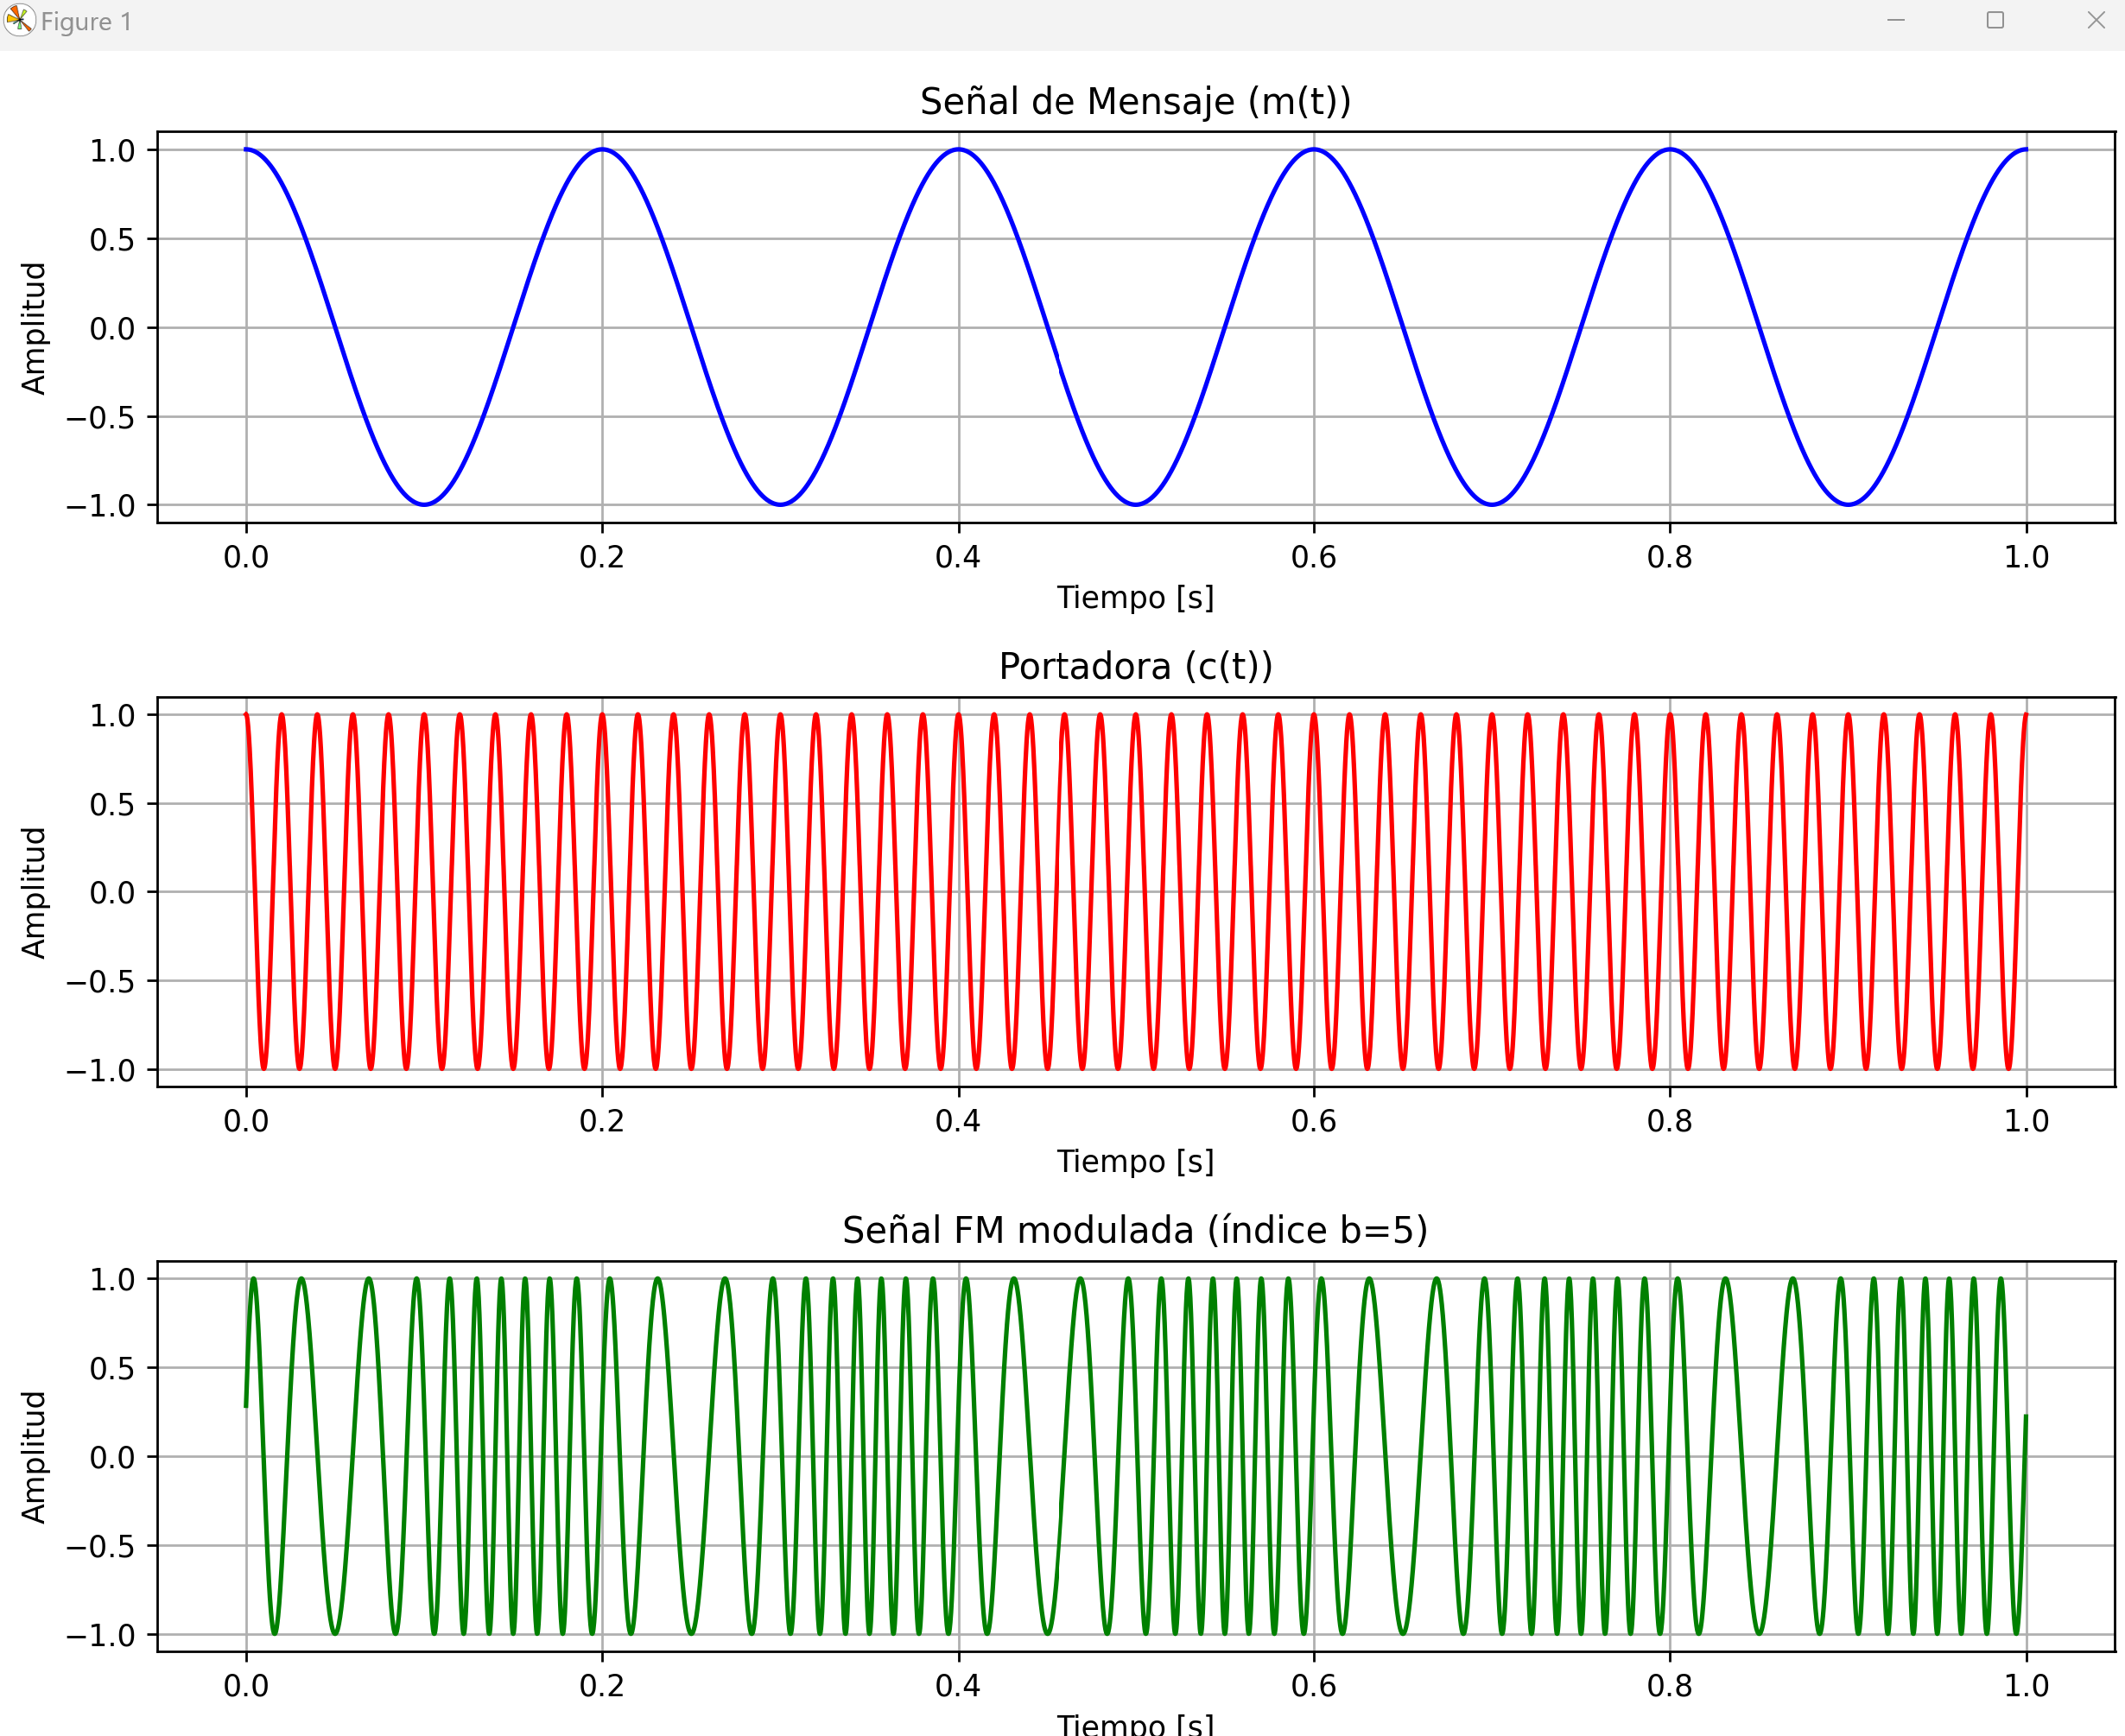 Figure 1
Señal de Mensaje (m(t))
Amplitud
1.0
0.5
0.0
−0.5
−1.0
0.0 0.2 0.4 0.6 0.8 1.0
Tiempo [s]
Portadora (c(t))
Amplitud
1.0
0.5
0.0
−0.5
−1.0
0.0 0.2 0.4 0.6 0.8 1.0
Tiempo [s]
Señal FM modulada (índice b=5)
Amplitud
1.0
0.5
0.0
−0.5
−1.0
0.0 0.2 0.4 0.6 0.8 1.0
Tiempo [s]